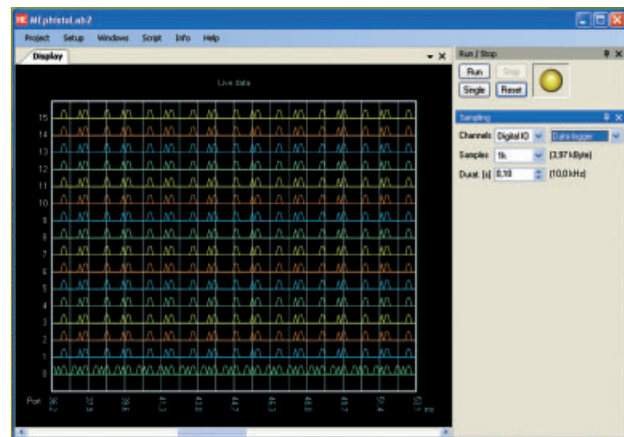 MEphistoLab2
Project Setup Windows Script Info Help
Display
Live data
15
14
13
12
11
10
9
8
7
6
5
4
3
2
1
0
Port
Run / Stop
Run Stop
Single Reset
Sampling
Channels Digital IO Data logger
Samples 1k (3,97 kByte)
Durat. [s] 0,10 (10,0 kHz)